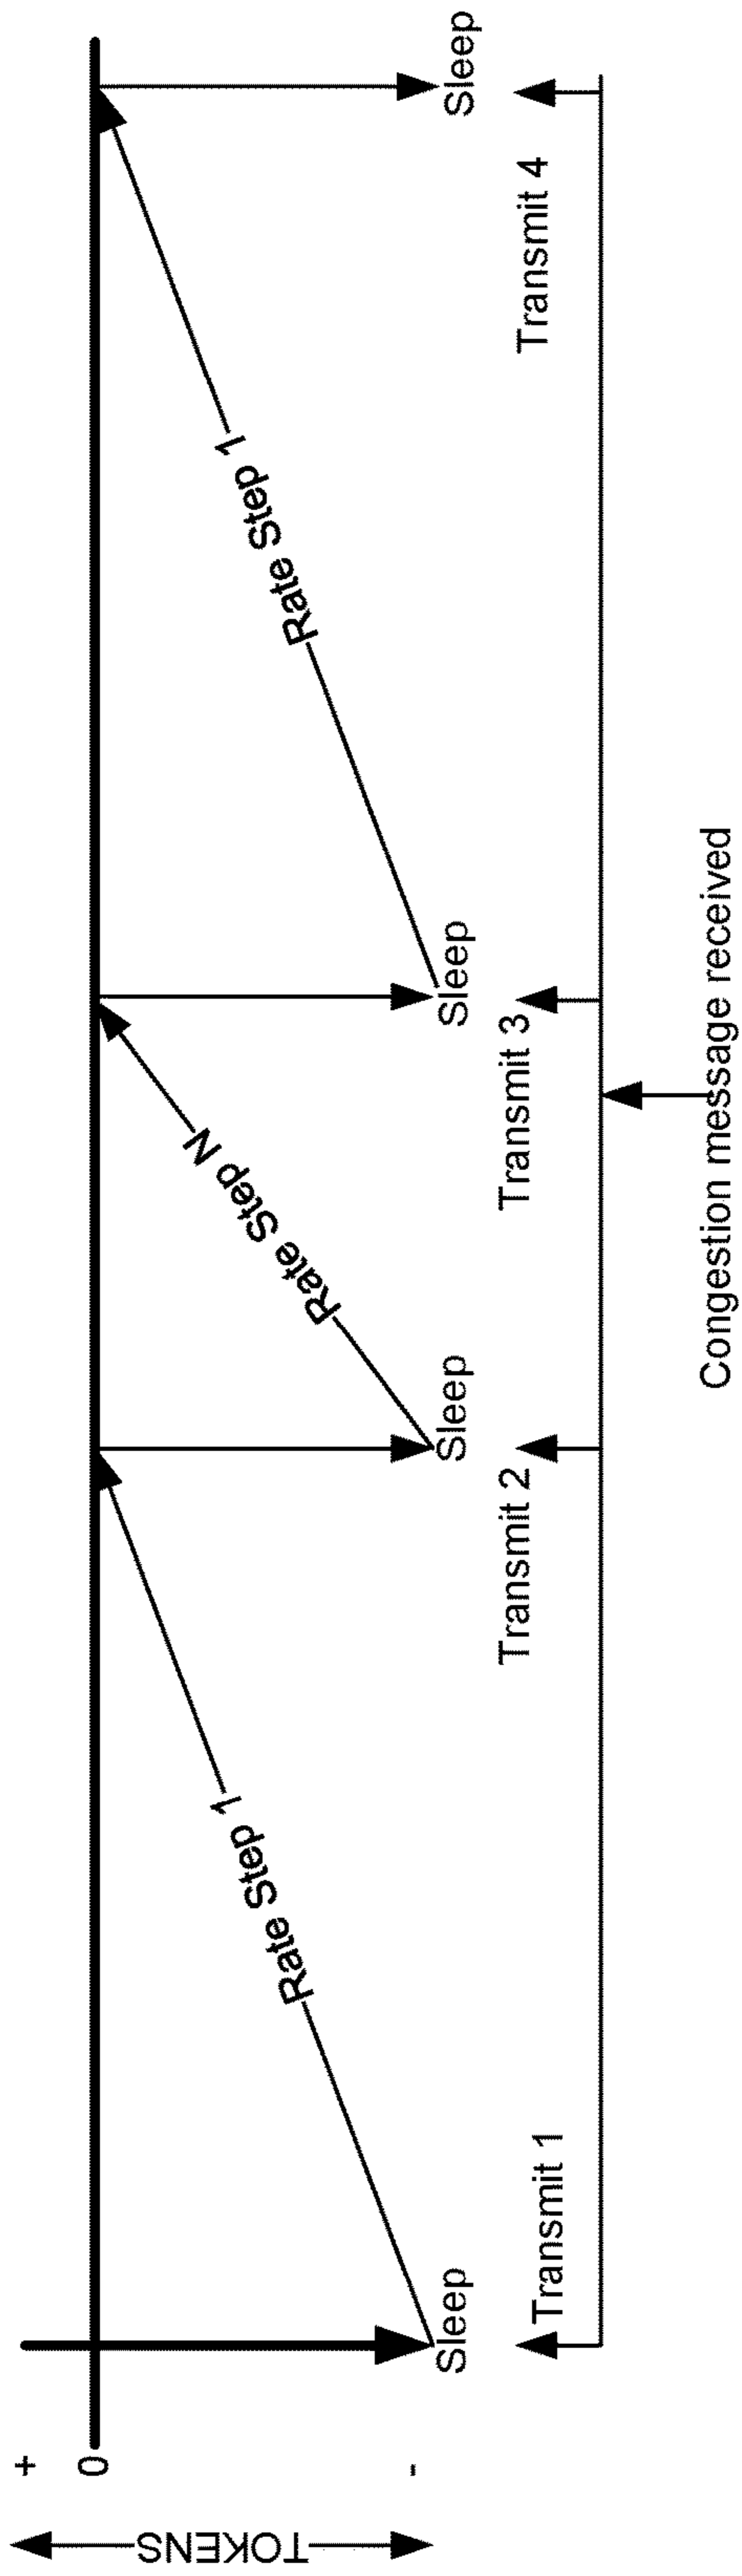 +
0
-
TOKENS
Rate Step 1
Rate Step N
Rate Step 1
Sleep
Sleep
Sleep
Sleep
Transmit 1
Transmit 2
Transmit 3
Transmit 4
Congestion message received